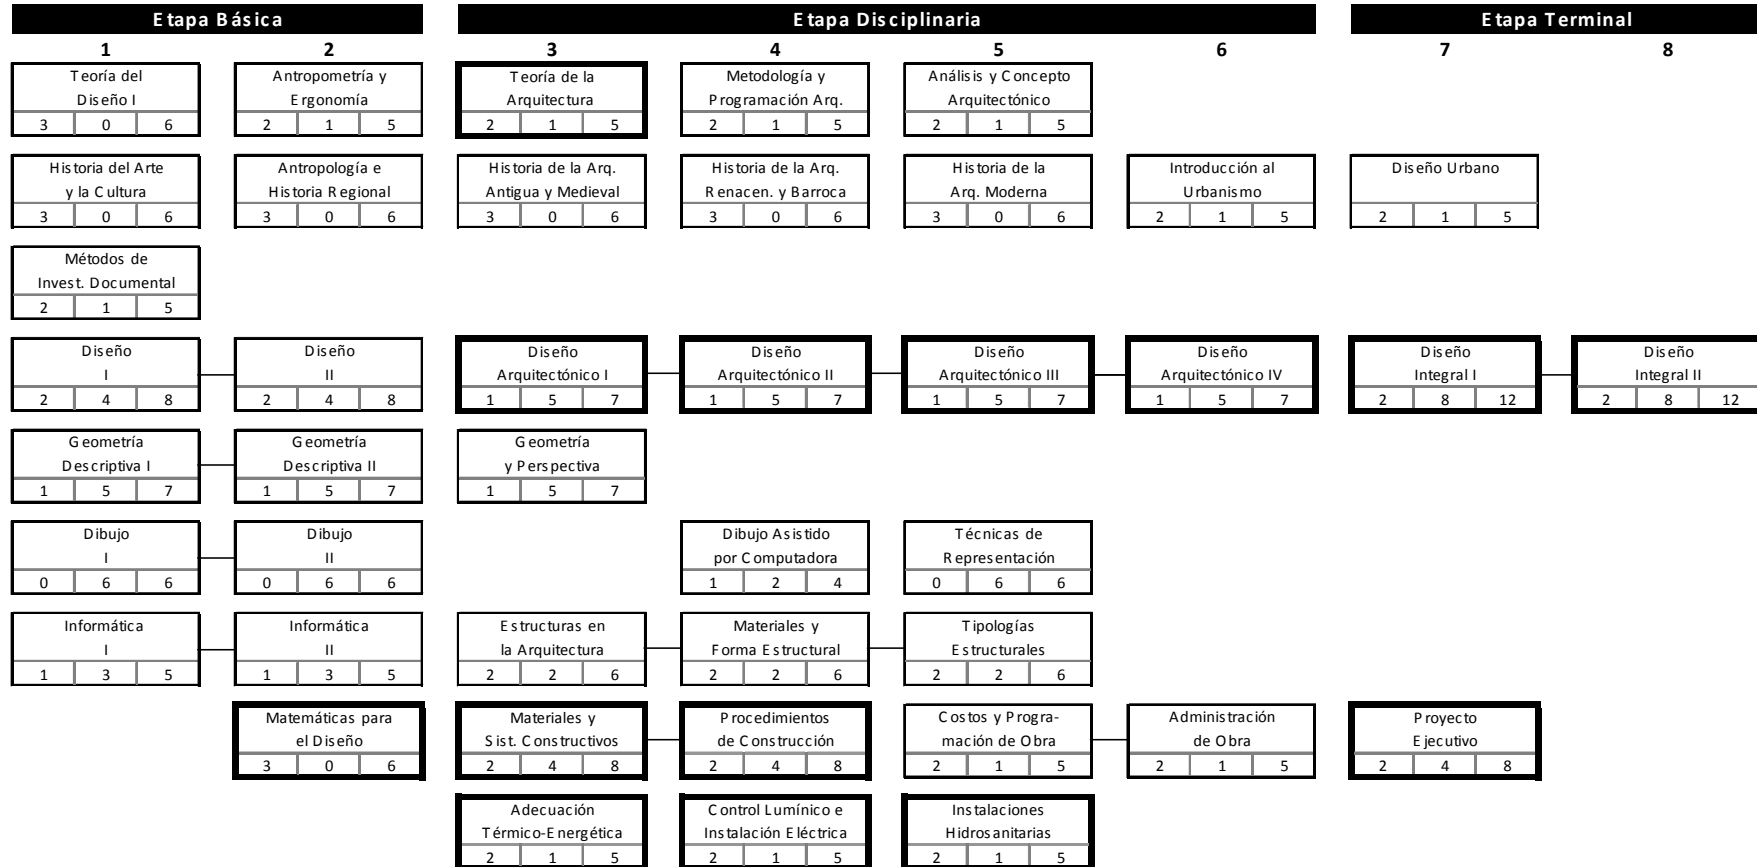 Etapa Básica Etapa Disciplinaria Etapa Terminal
1 2 3 4 5 6 7 8
Teoría del Antropometría y Teoría de la Metodología y Análisis y Concepto
Diseño I Ergonomía Arquitectura Programación Arq. Arquitectónico
3 0 6 2 1 5 2 1 5 2 1 5 2 1 5
Historia del Arte Antropología e Historia de la Arq. Historia de la Arq. Historia de la Introducción al Diseño Urbano
y la Cultura Historia Regional Antigua y Medieval Renacen. y Barroca Arq. Moderna Urbanismo
3 0 6 3 0 6 3 0 6 3 0 6 3 0 6 2 1 5 2 1 5
Métodos de
Invest. Documental
2 1 5
Diseño Diseño Diseño Diseño Diseño Diseño Diseño Diseño
I II Arquitectónico I Arquitectónico II Arquitectónico III Arquitectónico IV Integral I Integral II
2 4 8 2 4 8 1 5 7 1 5 7 1 5 7 1 5 7 2 8 12 2 8 12
Geometría Geometría Geometría
Descriptiva I Descriptiva II y Perspectiva
1 5 7 1 5 7 1 5 7
Dibujo Dibujo Dibujo Asistido Técnicas de
I II por Computadora Representación
0 6 6 0 6 6 1 2 4 0 6 6
Informática Informática Estructuras en Materiales y Tipologías
I II la Arquitectura Forma Estructural Estructurales
1 3 5 1 3 5 2 2 6 2 2 6 2 2 6
Matemáticas para Materiales y Procedimientos Costos y Progra- Administración Proyecto
el Diseño Sist. Constructivos de Construcción mación de Obra de Obra Ejecutivo
3 0 6 2 4 8 2 4 8 2 1 5 2 1 5 2 4 8
Adecuación Control Lumínico e Instalaciones
Térmico-Energética Instalación Eléctrica Hidrosanitarias
2 1 5 2 1 5 2 1 5